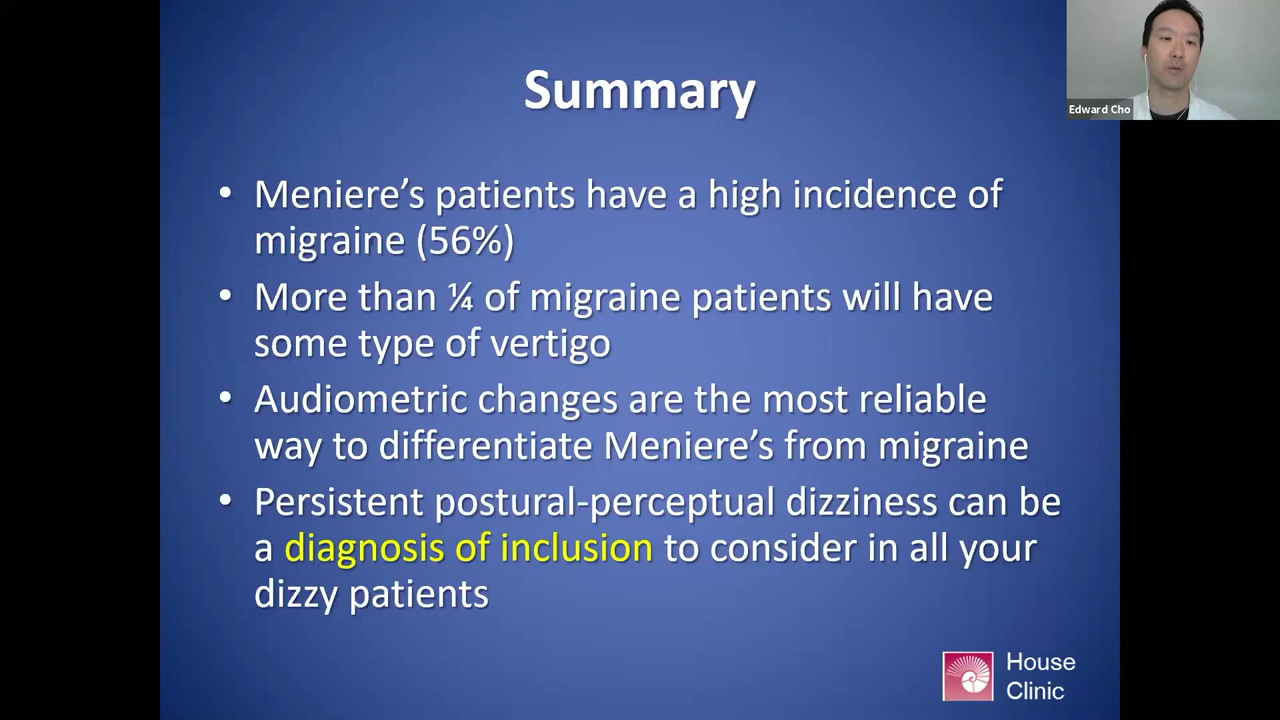 Summary
Edward Cho
• Meniere’s patients have a high incidence of
migraine (56%)
• More than ¼ of migraine patients will have
some type of vertigo
• Audiometric changes are the most reliable
way to differentiate Meniere’s from migraine
• Persistent postural-perceptual dizziness can be
a diagnosis of inclusion to consider in all your
dizzy patients
House
Clinic